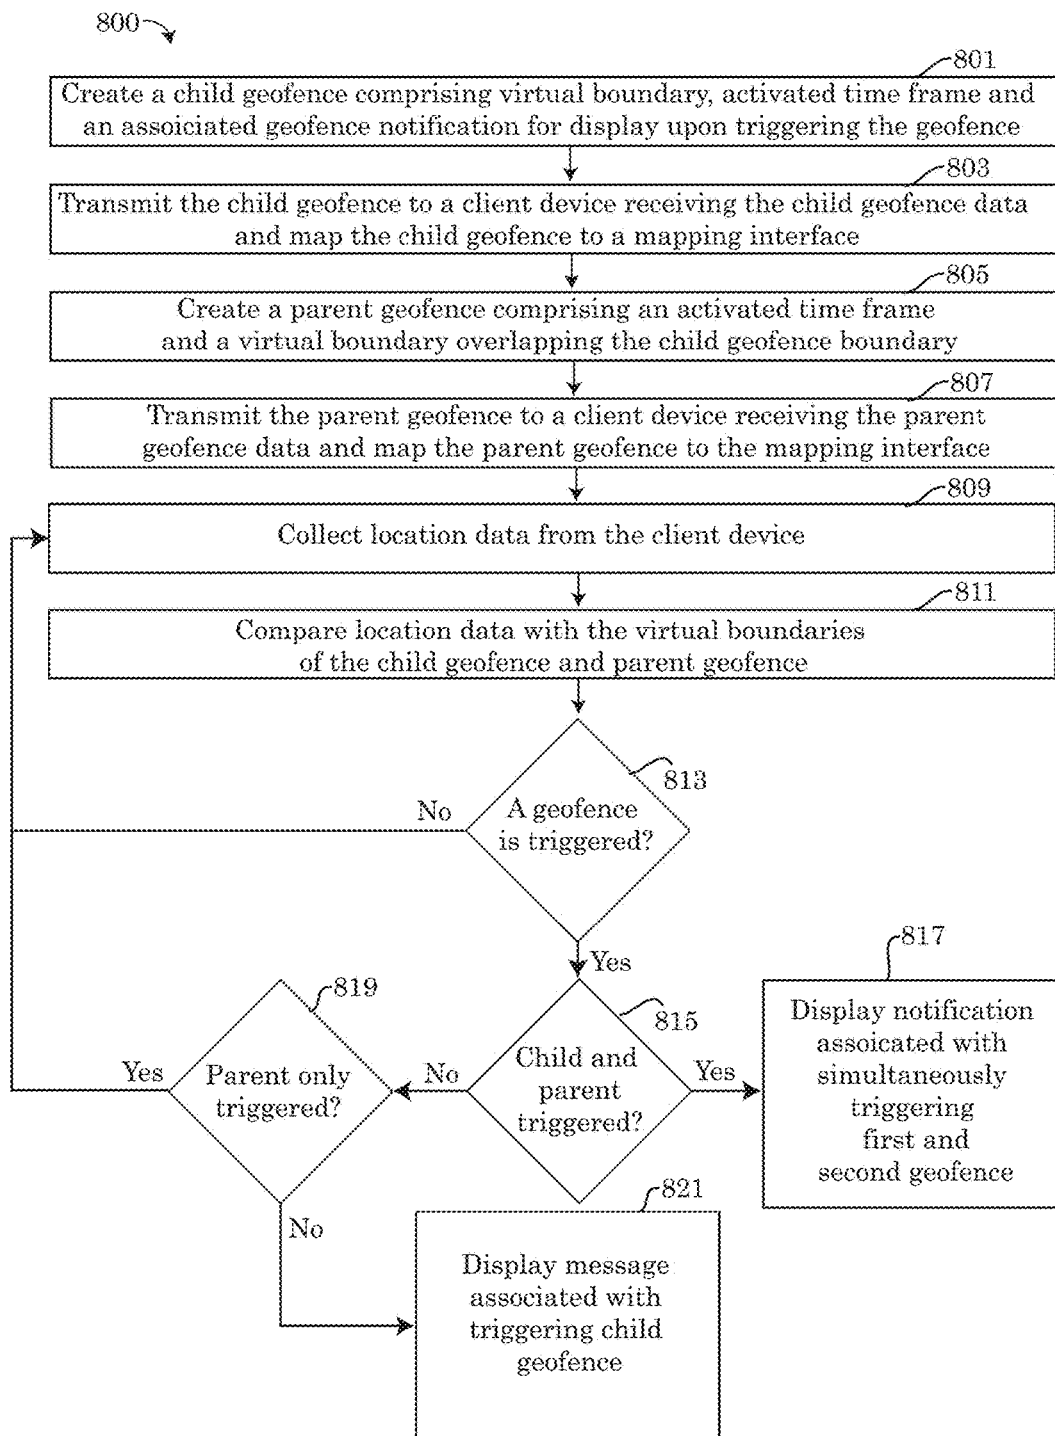 800
801
Create a child geofence comprising virtual boundary, activated time frame and
an assoiciated geofence notification for display upon triggering the geofence
803
Transmit the child geofence to a client device receiving the child geofence data
and map the child geofence to a mapping interface
805
Create a parent geofence comprising an activated time frame
and a virtual boundary overlapping the child geofence boundary
807
Transmit the parent geofence to a client device receiving the parent
geofence data and map the parent geofence to the mapping interface
809
Collect location data from the client device
811
Compare location data with the virtual boundaries
of the child geofence and parent geofence
813
A geofence
is triggered?
No
Yes
815
Child and
parent
triggered?
Yes
817
Display notification
assoicated with
simultaneously
triggering
first and
second geofence
No
819
Parent only
triggered?
Yes
No
821
Display message
associated with
triggering child
geofence